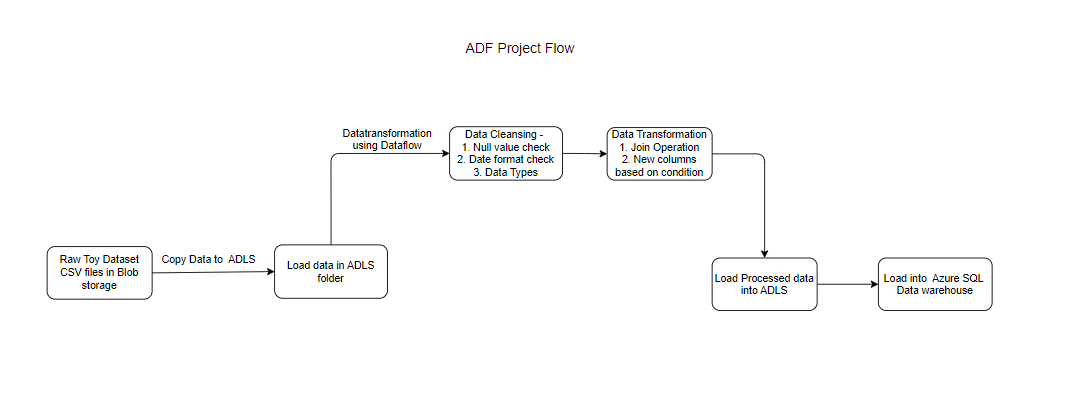 ADF Project Flow
Datatransformation
using Dataflow
Data Cleansing -
1. Null value check
2. Date format check
3. Data Types
Data Transformation
1. Join Operation
2. New columns
based on condition
Raw Toy Dataset
CSV files in Blob
storage
Copy Data to ADLS
Load data in ADLS
folder
Load Processed data
into ADLS
Load into Azure SQL
Data warehouse